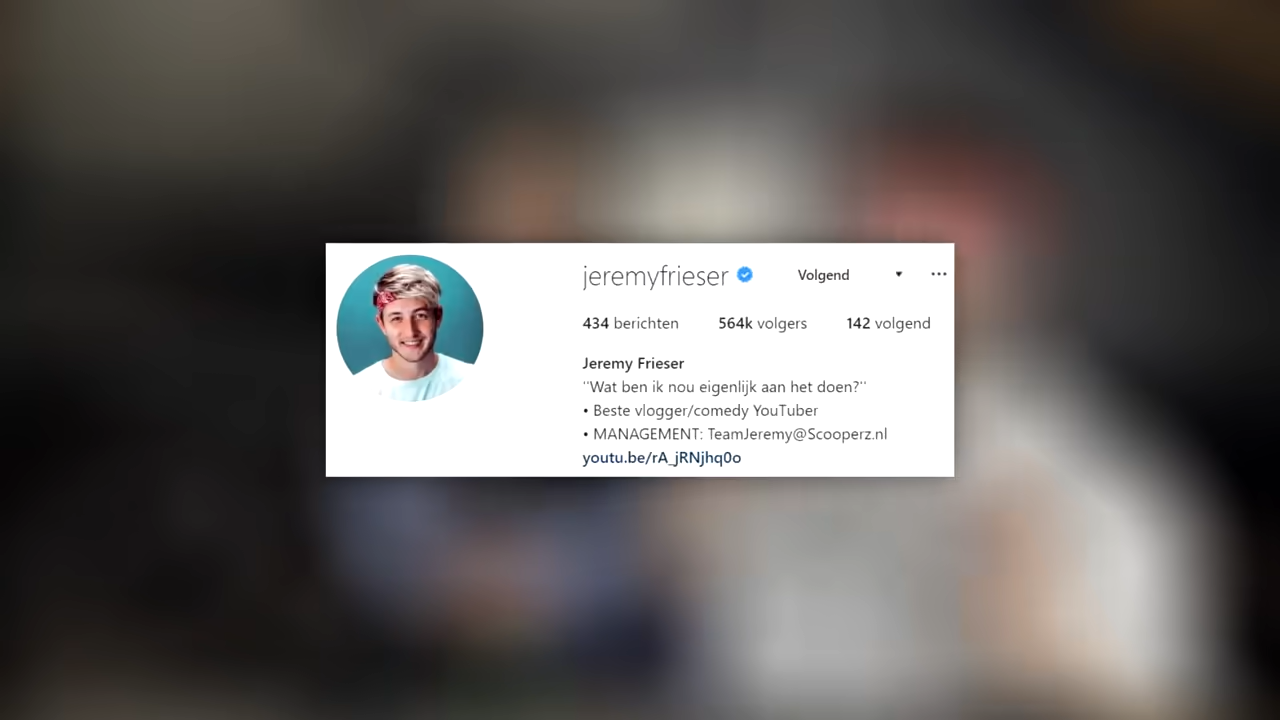 jeremyfrieser Volgend
434 berichten 564k volgers 142 volgend
Jeremy Frieser
''Wat ben ik nou eigenlijk aan het doen?''
• Beste vlogger/comedy YouTuber
• MANAGEMENT: TeamJeremy@Scooperz.nl
youtu.be/rA_jRNjhq0o